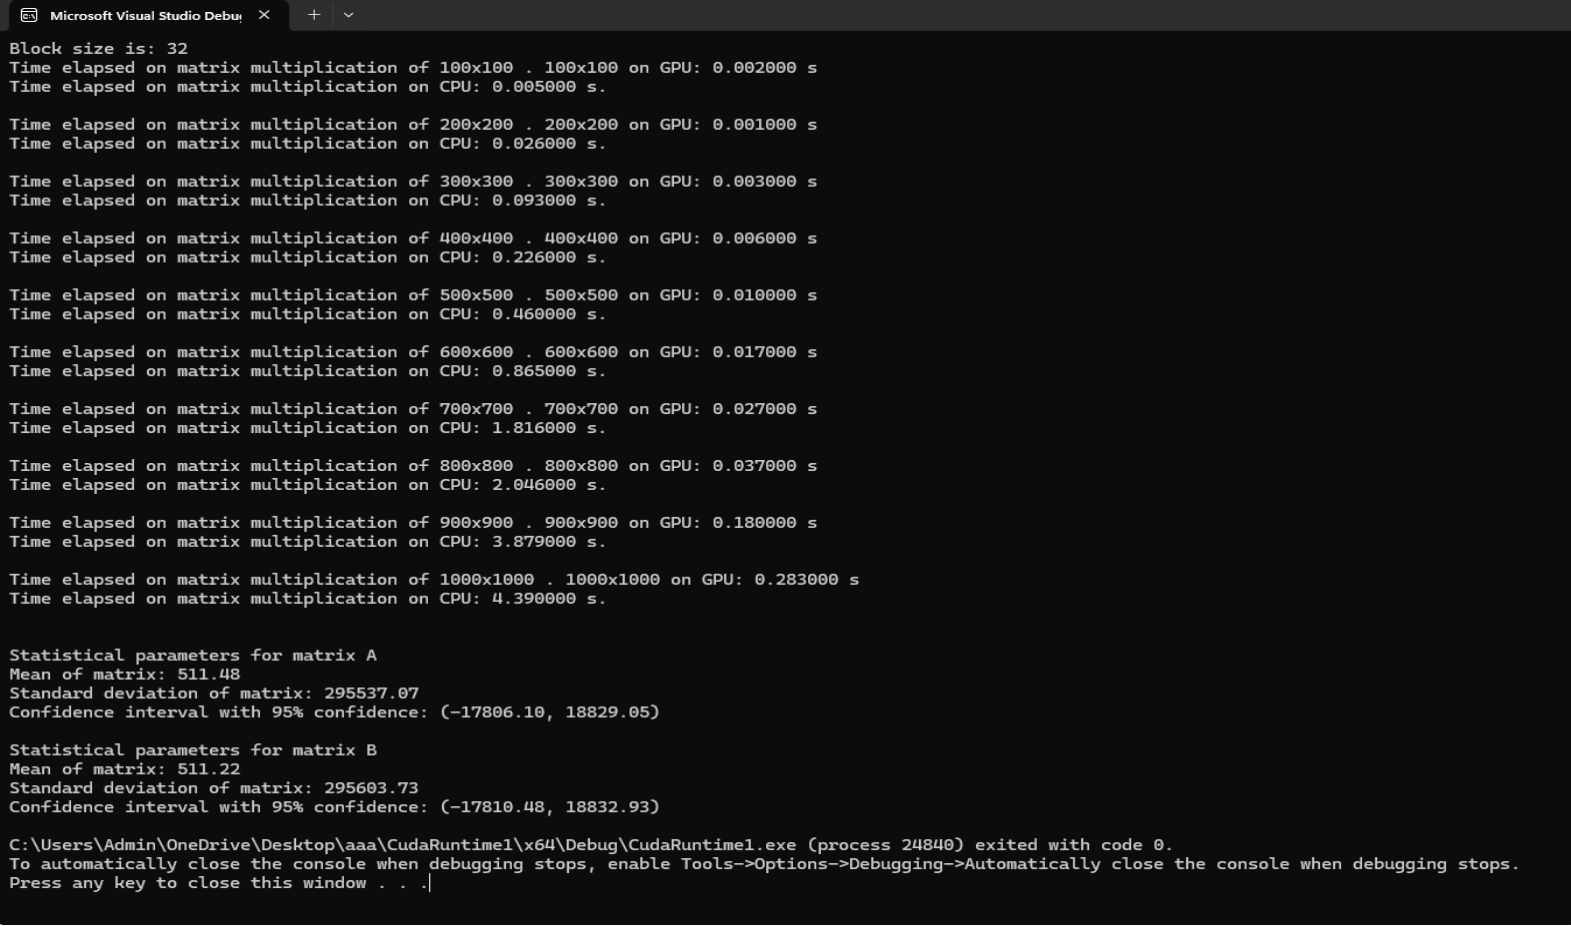 Microsoft Visual Studio Debu
Block size is: 32
Time elapsed on matrix multiplication of 100x100 . 100x100 on GPU: 0.002000 s
Time elapsed on matrix multiplication on CPU: 0.005000 s.
Time elapsed on matrix multiplication of 200x200 . 200x200 on GPU: 0.001000 s
Time elapsed on matrix multiplication on CPU: 0.026000 s.
Time elapsed on matrix multiplication of 300x300 . 300x300 on GPU: 0.003000 s
Time elapsed on matrix multiplication on CPU: 0.093000 s.
Time elapsed on matrix multiplication of 400x400 . 400x400 on GPU: 0.006000 s
Time elapsed on matrix multiplication on CPU: 0.226000 s.
Time elapsed on matrix multiplication of 500x500 . 500x500 on GPU: 0.010000 s
Time elapsed on matrix multiplication on CPU: 0.460000 s.
Time elapsed on matrix multiplication of 600x600 . 600x600 on GPU: 0.017000 s
Time elapsed on matrix multiplication on CPU: 0.865000 s.
Time elapsed on matrix multiplication of 700x700 . 700x700 on GPU: 0.027000 s
Time elapsed on matrix multiplication on CPU: 1.816000 s.
Time elapsed on matrix multiplication of 800x800 . 800x800 on GPU: 0.037000 s
Time elapsed on matrix multiplication on CPU: 2.046000 s.
Time elapsed on matrix multiplication of 900x900 . 900x900 on GPU: 0.180000 s
Time elapsed on matrix multiplication on CPU: 3.879000 s.
Time elapsed on matrix multiplication of 1000x1000 . 1000x1000 on GPU: 0.283000 s
Time elapsed on matrix multiplication on CPU: 4.390000 s.
Statistical parameters for matrix A
Mean of matrix: 511.48
Standard deviation of matrix: 295537.07
Confidence interval with 95% confidence: (-17806.10, 18829.05)
Statistical parameters for matrix B
Mean of matrix: 511.22
Standard deviation of matrix: 295603.73
Confidence interval with 95% confidence: (-17810.48, 18832.93)
C:\Users\Admin\OneDrive\Desktop\aaa\CudaRuntime1\x64\Debug\CudaRuntime1.exe (process 24840) exited with code 0.
To automatically close the console when debugging stops, enable Tools->Options->Debugging->Automatically close the console when debugging stops.
Press any key to close this window . . .